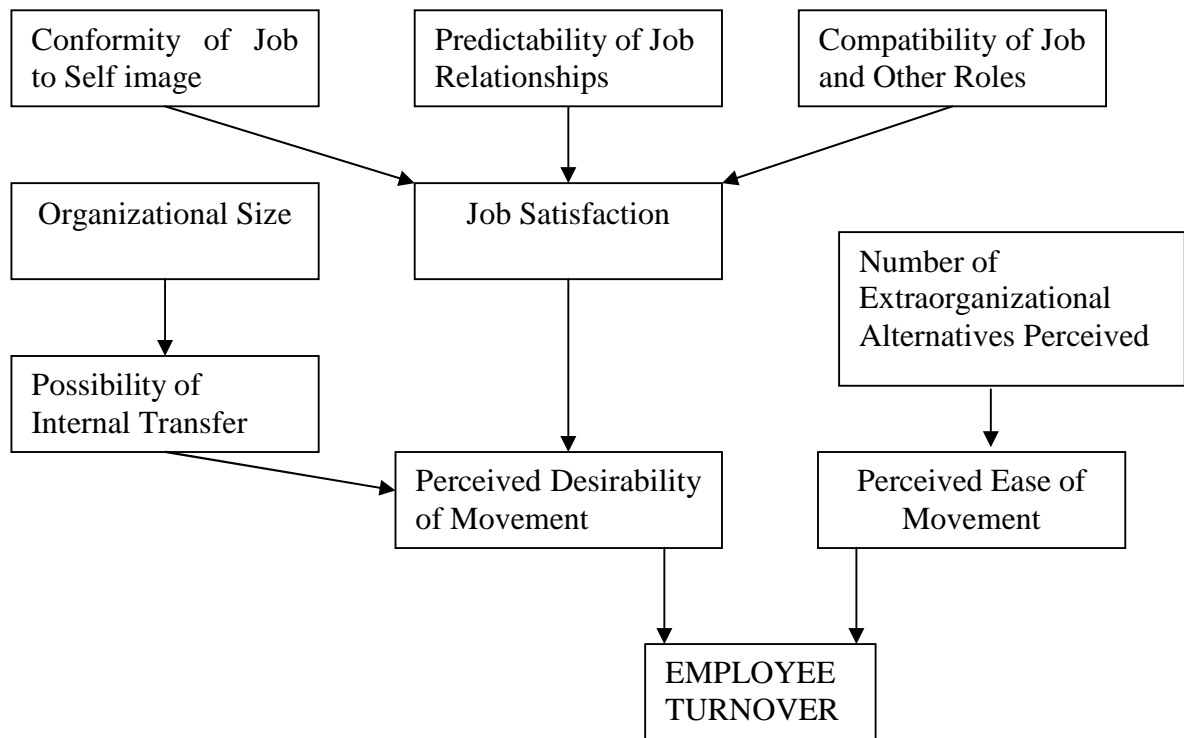 Conformity of Job
to Self image
Predictability of Job
Relationships
Compatibility of Job
and Other Roles
Organizational Size
Job Satisfaction
Number of
Extraorganizational
Alternatives Perceived
Possibility of
Internal Transfer
Perceived Desirability
of Movement
Perceived Ease of
Movement
EMPLOYEE
TURNOVER